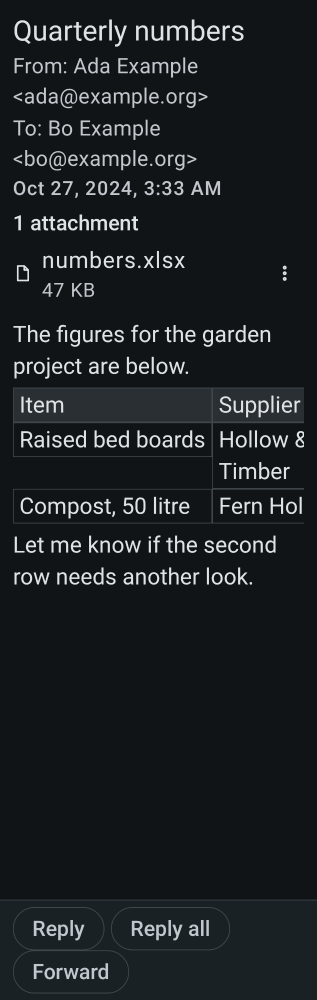 Quarterly numbers
From: Ada Example
<ada@example.org>
To: Bo Example
<bo@example.org>
Oct 27, 2024, 3:33 AM
1 attachment
numbers.xlsx
47 KB
The figures for the garden
project are below.
Item Supplier
Raised bed boards Hollow &
Timber
Compost, 50 litre Fern Hol
Let me know if the second
row needs another look.
Reply Reply all
Forward